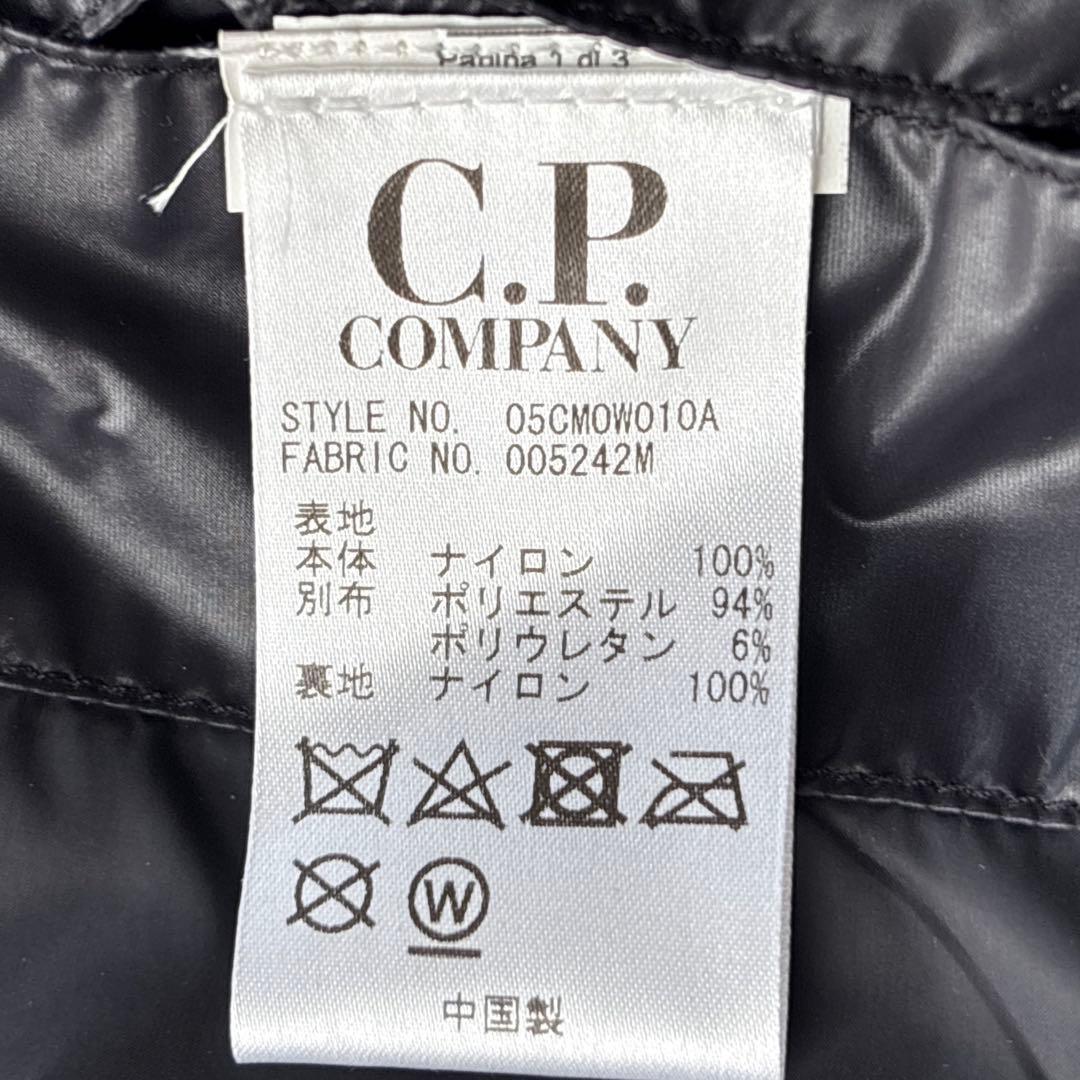 Pagina 1 di 3
C.P.
COMPANY
STYLE NO. 05CMOW010A
FABRIC NO. 005242M
表地
本体 ナイロン 100%
別布 ポリエステル 94%
ポリウレタン 6%
裏地 ナイロン 100%
W
中国製